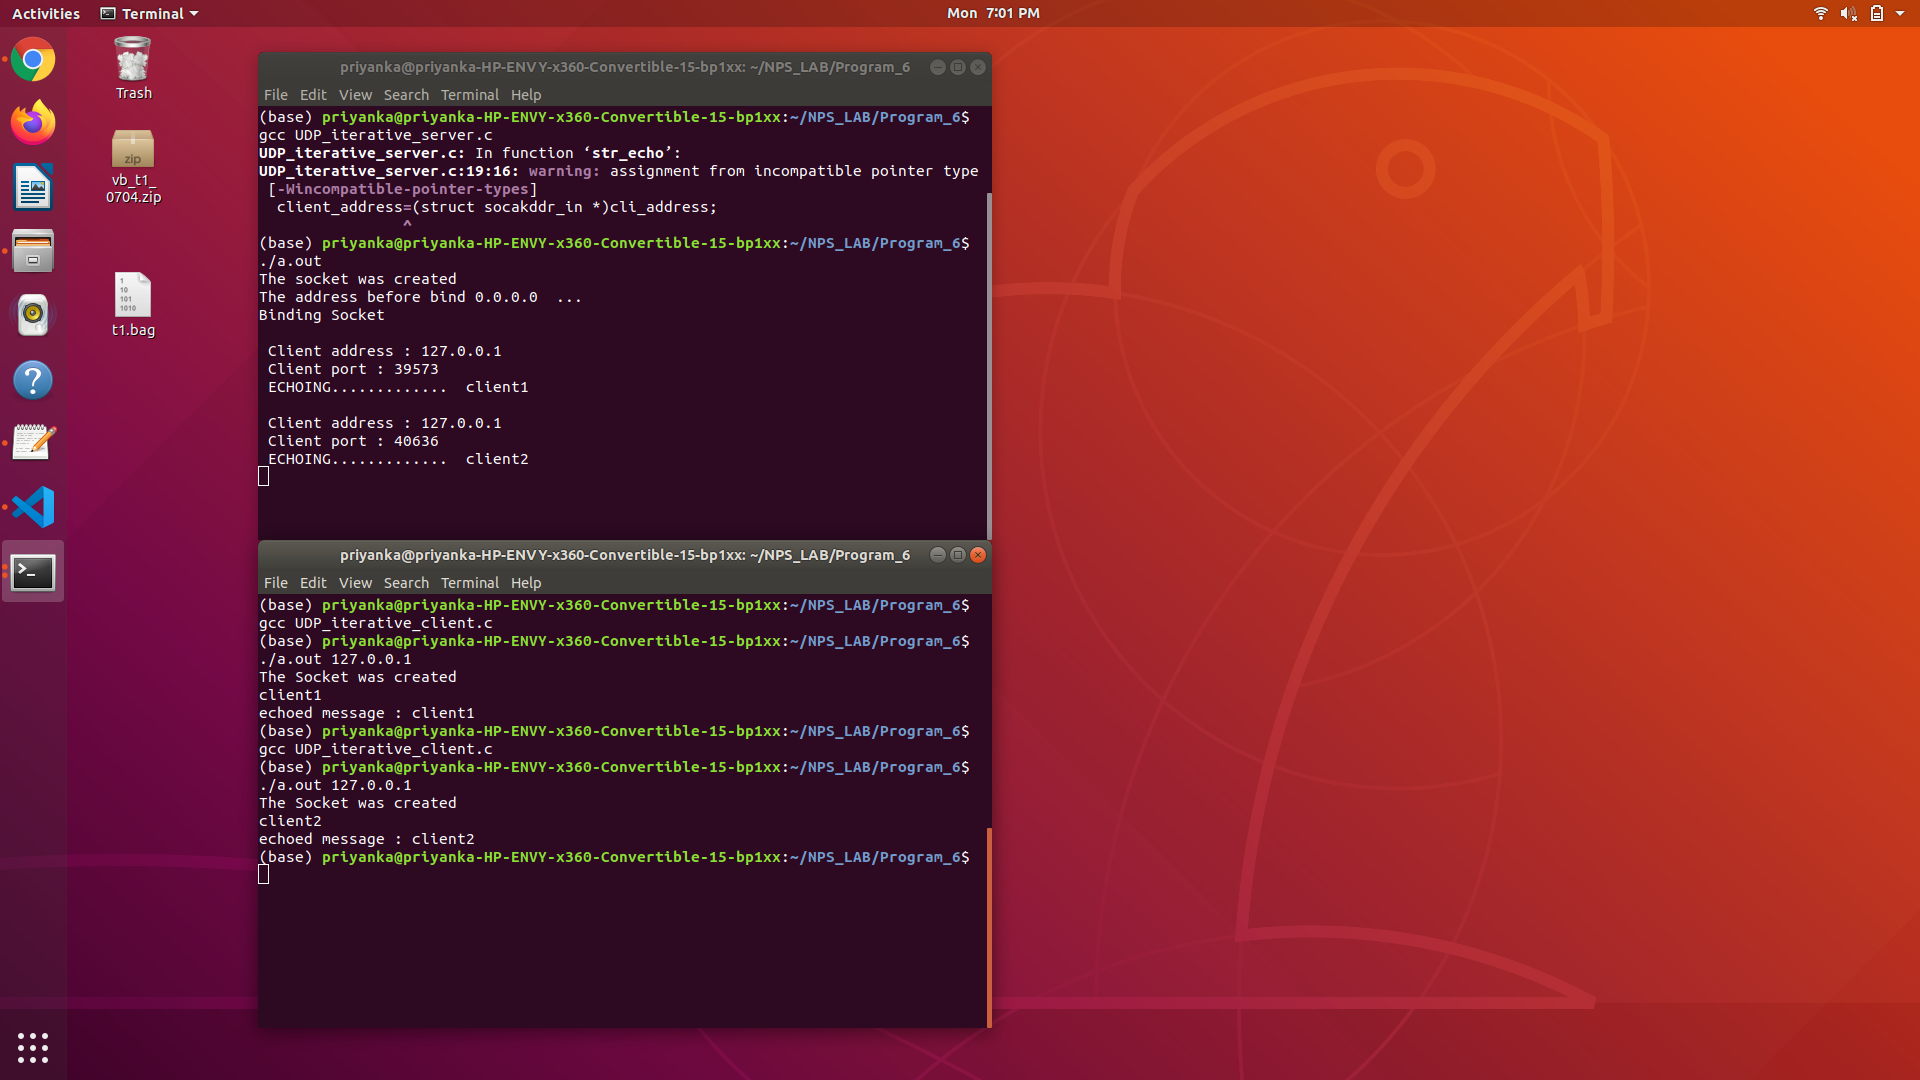 Activities
Terminal
Mon 7:01 PM
Trash
zip
vb_t1_
0704.zip
1
10
101
1010
t1.bag
priyanka@priyanka-HP-ENVY-x360-Convertible-15-bp1xx: ~/NPS_LAB/Program_6
File Edit View Search Terminal Help
(base) priyanka@priyanka-HP-ENVY-x360-Convertible-15-bp1xx:~/NPS_LAB/Program_6$
gcc UDP_iterative_server.c
UDP_iterative_server.c: In function ‘str_echo’:
UDP_iterative_server.c:19:16: warning: assignment from incompatible pointer type
[-Wincompatible-pointer-types]
client_address=(struct socakddr_in *)cli_address;
^
(base) priyanka@priyanka-HP-ENVY-x360-Convertible-15-bp1xx:~/NPS_LAB/Program_6$
./a.out
The socket was created
The address before bind 0.0.0.0  ...
Binding Socket
Client address : 127.0.0.1
Client port : 39573
ECHOING.............  client1
Client address : 127.0.0.1
Client port : 40636
ECHOING.............  client2
priyanka@priyanka-HP-ENVY-x360-Convertible-15-bp1xx: ~/NPS_LAB/Program_6
File Edit View Search Terminal Help
(base) priyanka@priyanka-HP-ENVY-x360-Convertible-15-bp1xx:~/NPS_LAB/Program_6$
gcc UDP_iterative_client.c
(base) priyanka@priyanka-HP-ENVY-x360-Convertible-15-bp1xx:~/NPS_LAB/Program_6$
./a.out 127.0.0.1
The Socket was created
client1
echoed message : client1
(base) priyanka@priyanka-HP-ENVY-x360-Convertible-15-bp1xx:~/NPS_LAB/Program_6$
gcc UDP_iterative_client.c
(base) priyanka@priyanka-HP-ENVY-x360-Convertible-15-bp1xx:~/NPS_LAB/Program_6$
./a.out 127.0.0.1
The Socket was created
client2
echoed message : client2
(base) priyanka@priyanka-HP-ENVY-x360-Convertible-15-bp1xx:~/NPS_LAB/Program_6$